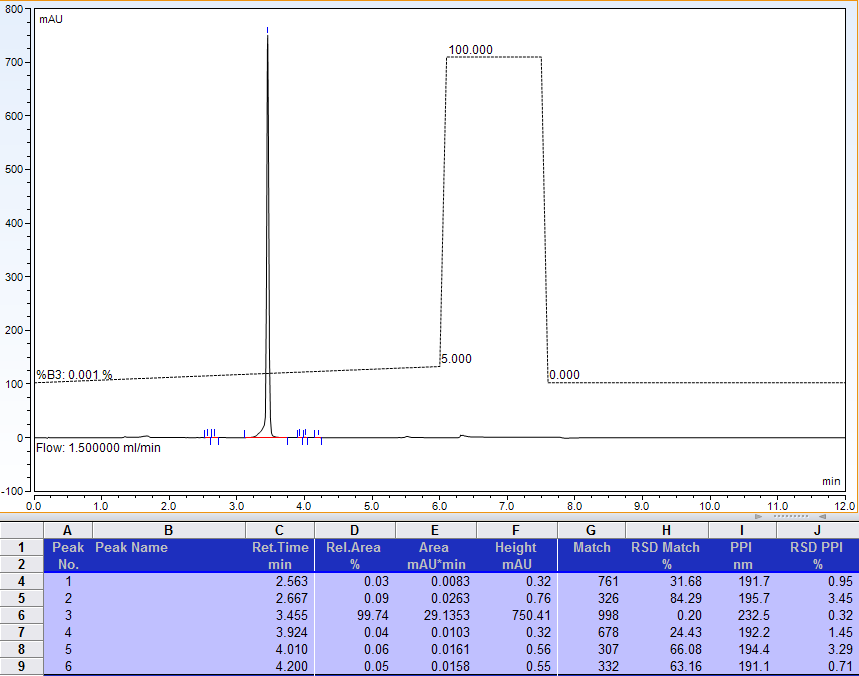 800
mAU
700
600
500
400
300
200
100
0
-100
100.000
5.000
%B3: 0.001 %
0.000
Flow: 1.500000 ml/min
min
0.0 1.0 2.0 3.0 4.0 5.0 6.0 7.0 8.0 9.0 10.0 11.0 12.0
A B C D E F G H I J
1 Peak Peak Name Ret.Time Rel.Area Area Height Match RSD Match PPI RSD PPI
2 No. min % mAU*min mAU % nm %
4 1 2.563 0.03 0.0083 0.32 761 31.68 191.7 0.95
5 2 2.667 0.09 0.0263 0.76 326 84.29 195.7 3.45
6 3 3.455 99.74 29.1353 750.41 998 0.20 232.5 0.32
7 4 3.924 0.04 0.0103 0.32 678 24.43 192.2 1.45
8 5 4.010 0.06 0.0161 0.56 307 66.08 194.4 3.29
9 6 4.200 0.05 0.0158 0.55 332 63.16 191.1 0.71